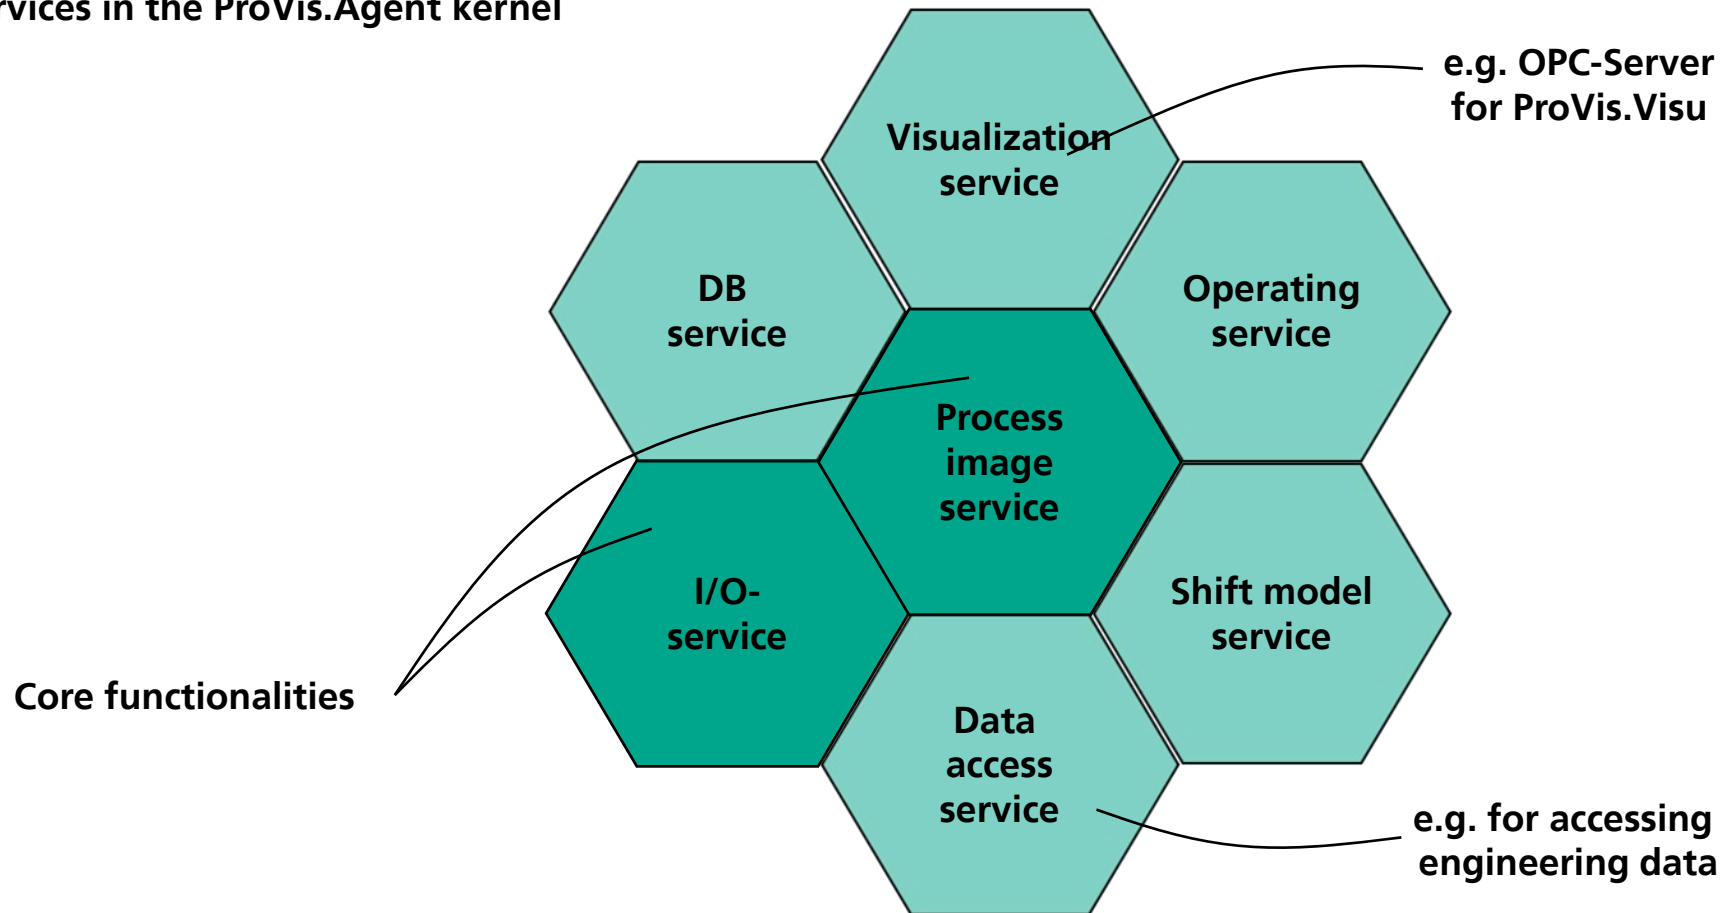 rvices in the ProVis.Agent kernel
e.g. OPC-Server
for ProVis.Visu
Visualization
service
DB
service
Operating
service
Process
image
service
I/O-
service
Shift model
service
Core functionalities
Data
access
service
e.g. for accessing
engineering data